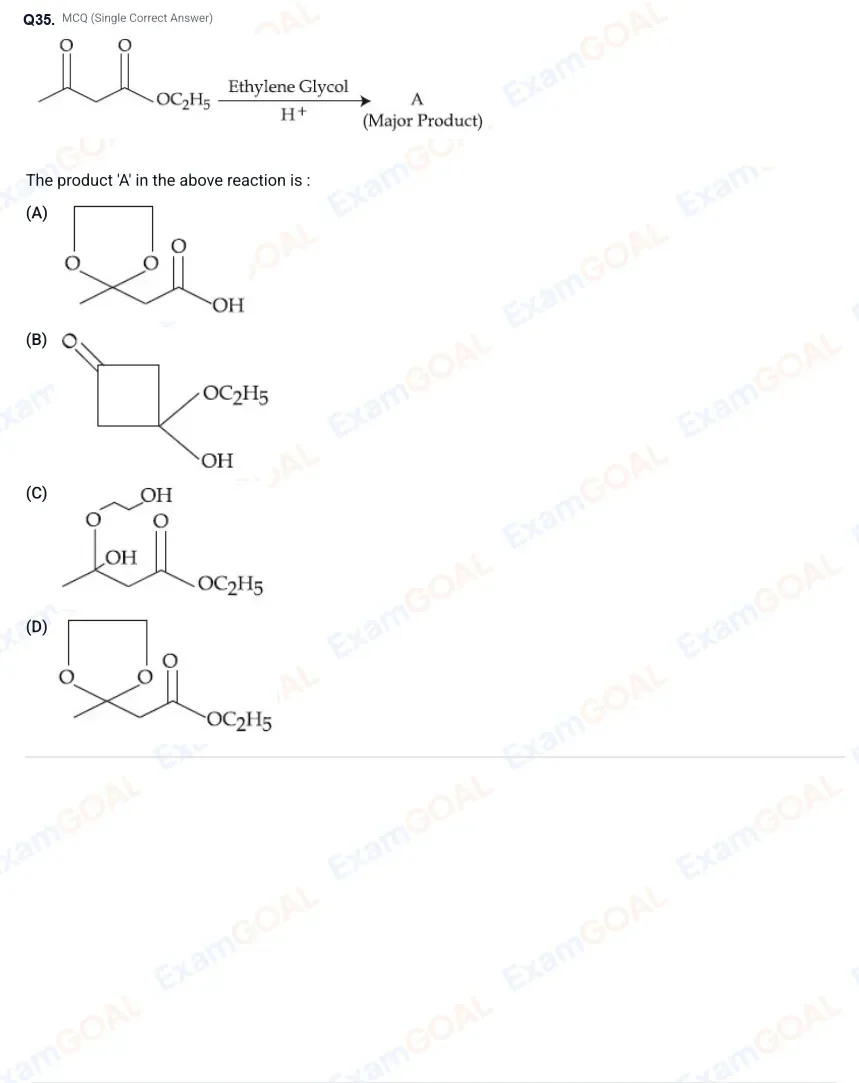 Q35. MCQ (Single Correct Answer)
O O
OC2H5
Ethylene Glycol
H+
A
(Major Product)
The product 'A' in the above reaction is :
(A)
O O O
OH
(B)
O
OC2H5
OH
(C)
OH
O O
OH
OC2H5
(D)
O O O
OC2H5
ExamGOAL